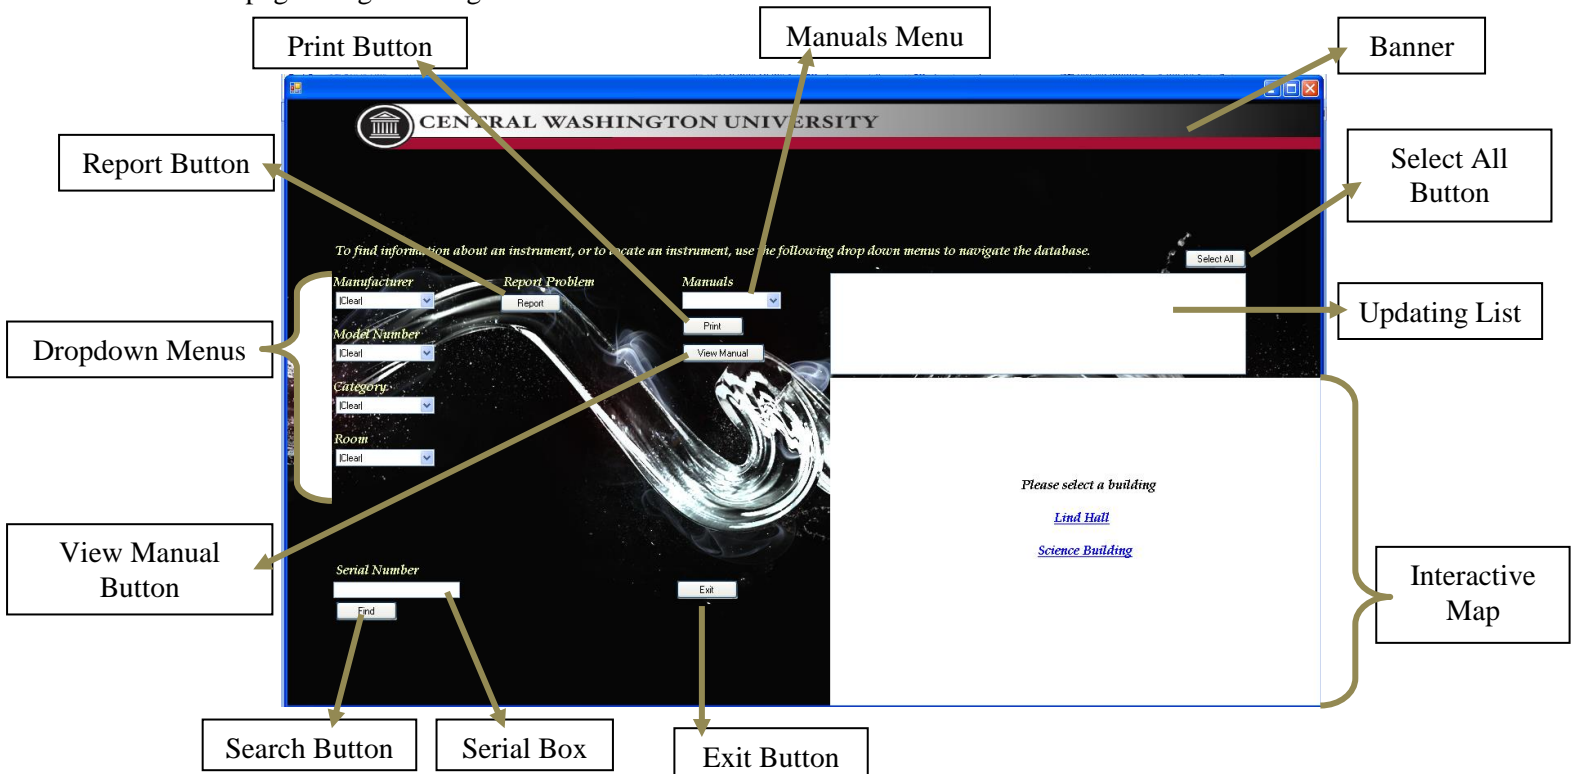 Print Button
Manuals Menu
Banner
CENTRAL WASHINGTON UNIVERSITY
Report Button
Select All
Button
To find information about an instrument, or to locate an instrument, use the following drop down menus to navigate the database.
Select All
Manufacturer
Report Problem
Manuals
|Clear|
Report
Updating List
Print
Model Number
Dropdown Menus
|Clear|
View Manual
Category:
|Clear|
Room
|Clear|
Please select a building
Lind Hall
Science Building
View Manual
Button
Serial Number
Interactive
Map
Exit
Find
Search Button
Serial Box
Exit Button